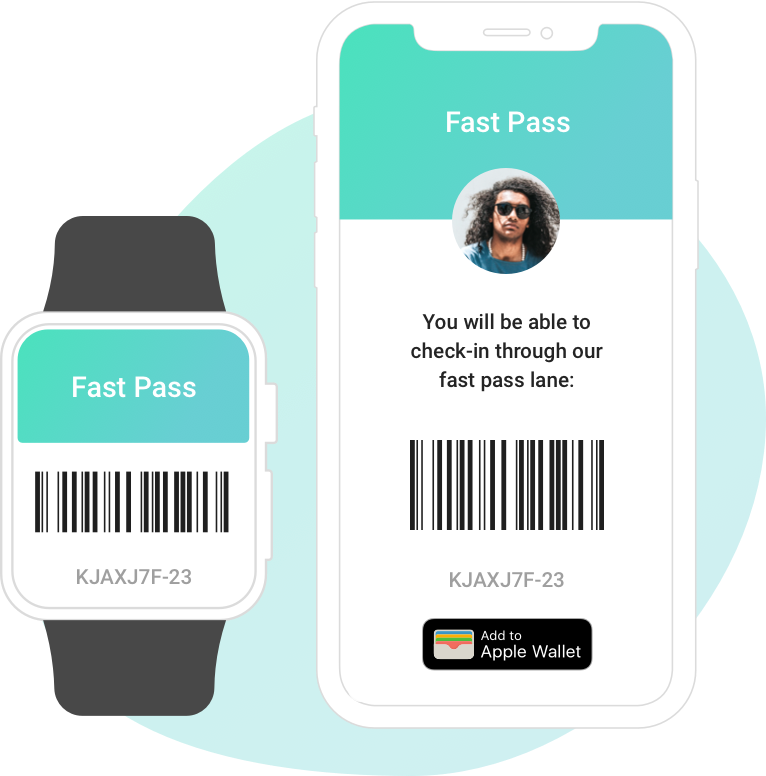 Fast Pass
KJAXJ7F-23
Fast Pass
You will be able to
check-in through our
fast pass lane:
KJAXJ7F-23
Add to
Apple Wallet